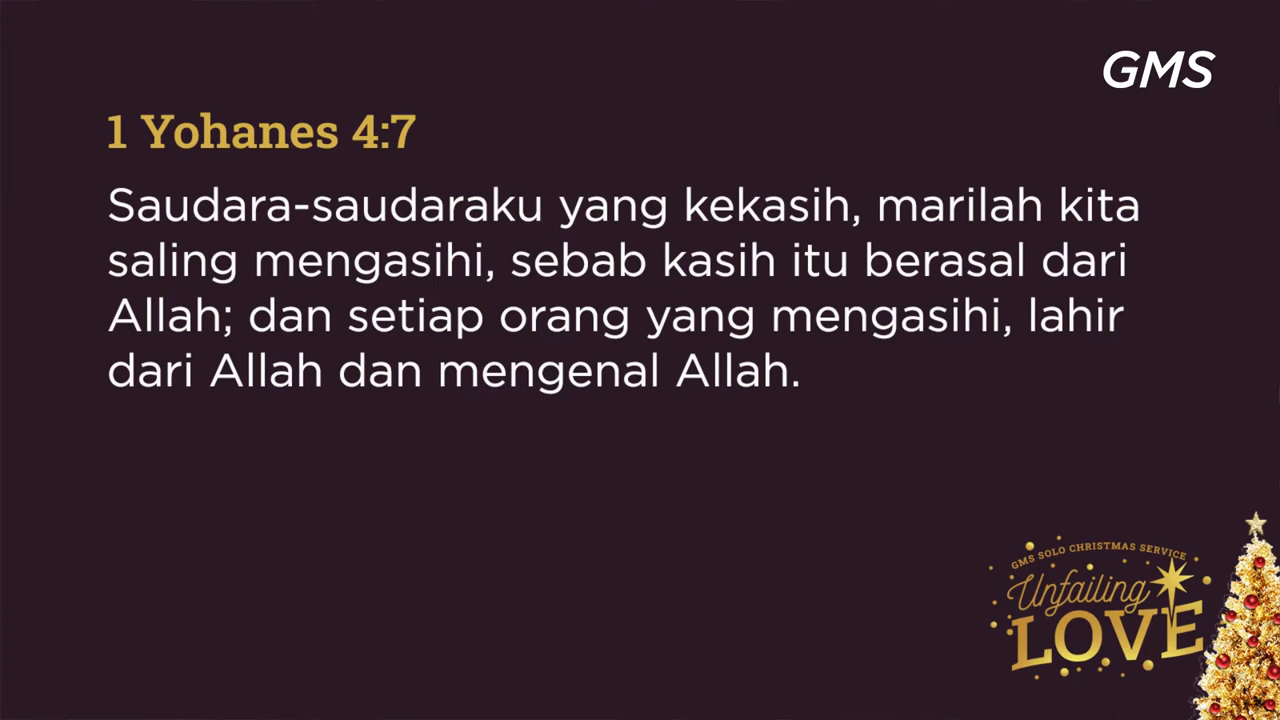 GMS
1 Yohanes 4:7
Saudara-saudaraku yang kekasih, marilah kita
saling mengasihi, sebab kasih itu berasal dari
Allah; dan setiap orang yang mengasihi, lahir
dari Allah dan mengenal Allah.
GMS SOLO CHRISTMAS SERVICE
Unfailing
LOVE